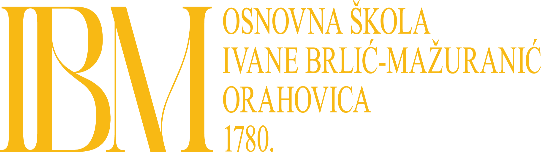 IBM
OSNOVNA ŠKOLA
IVANE BRLIĆ-MAŽURANIĆ
ORAHOVICA
1780.